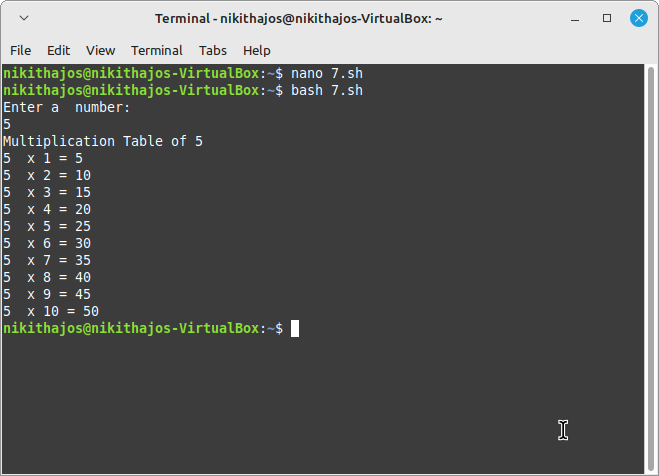 Terminal - nikithajos@nikithajos-VirtualBox: ~
File Edit View Terminal Tabs Help
nikithajos@nikithajos-VirtualBox:~$ nano 7.sh
nikithajos@nikithajos-VirtualBox:~$ bash 7.sh
Enter a  number:
5
Multiplication Table of 5
5  x 1 = 5
5  x 2 = 10
5  x 3 = 15
5  x 4 = 20
5  x 5 = 25
5  x 6 = 30
5  x 7 = 35
5  x 8 = 40
5  x 9 = 45
5  x 10 = 50
nikithajos@nikithajos-VirtualBox:~$